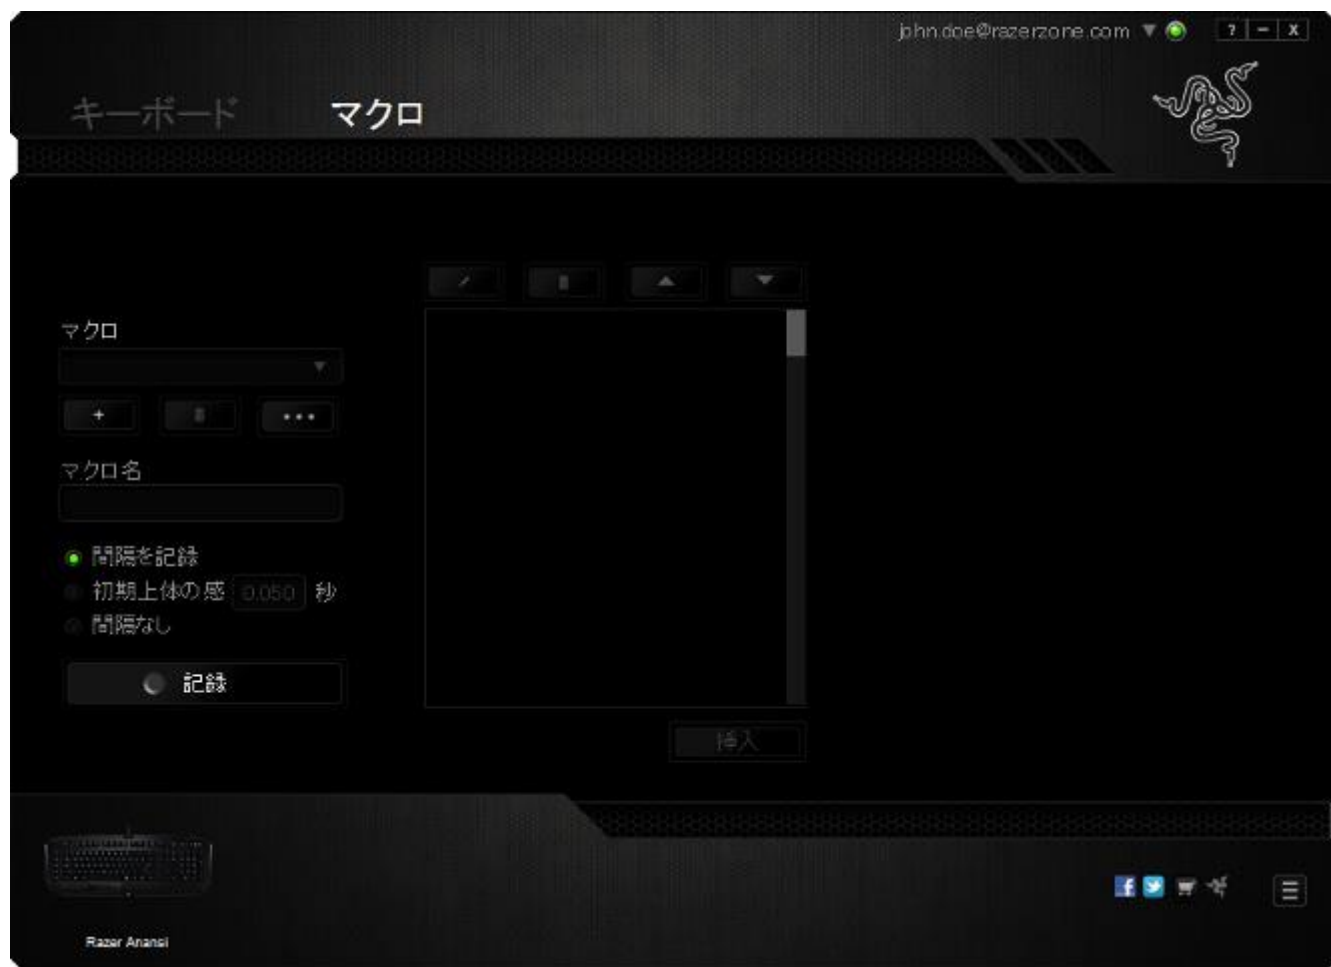 john.doe@razerzone.com
? − X
キーボード マクロ
マクロ
+ •••
マクロ名
間隔を記録
初期上体の感 0.050 秒
間隔なし
記録
挿入
Razer Anansi